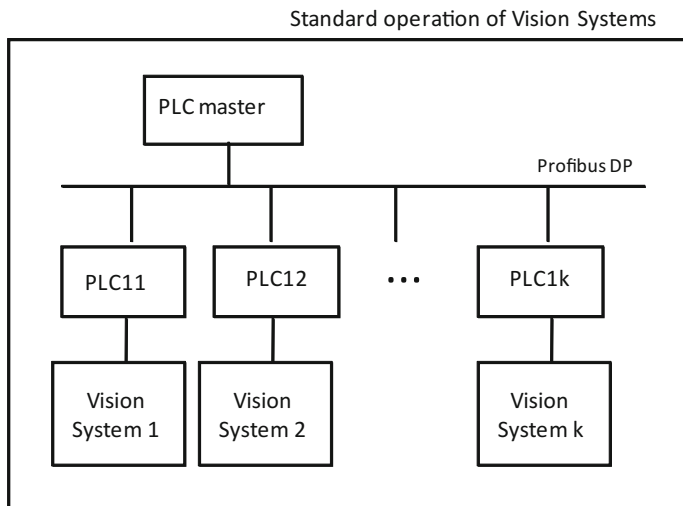 Standard operation of Vision Systems
PLC master
Profibus DP
PLC11
PLC12
...
PLC1k
Vision
System 1
Vision
System 2
Vision
System k